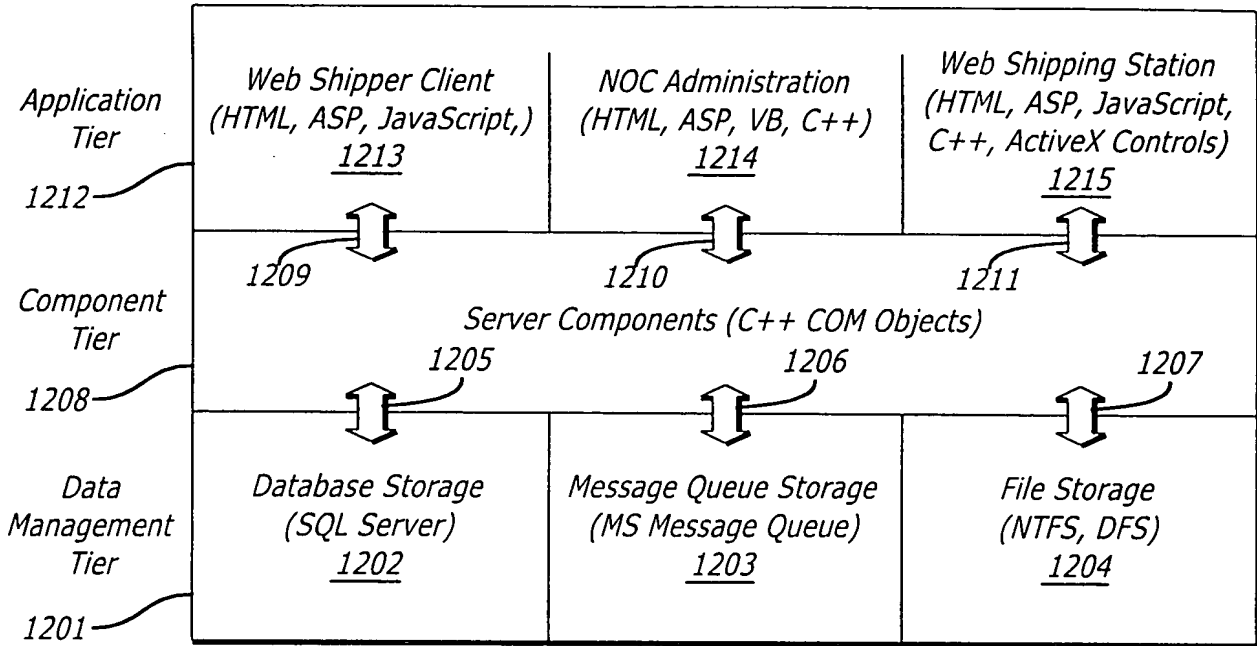 Application
Tier
1212
Web Shipper Client
(HTML, ASP, JavaScript,)
1213
NOC Administration
(HTML, ASP, VB, C++)
1214
Web Shipping Station
(HTML, ASP, JavaScript,
C++, ActiveX Controls)
1215
1209
1210
1211
Component
Tier
1208
Server Components (C++ COM Objects)
1205
1206
1207
Data
Management
Tier
1201
Database Storage
(SQL Server)
1202
Message Queue Storage
(MS Message Queue)
1203
File Storage
(NTFS, DFS)
1204